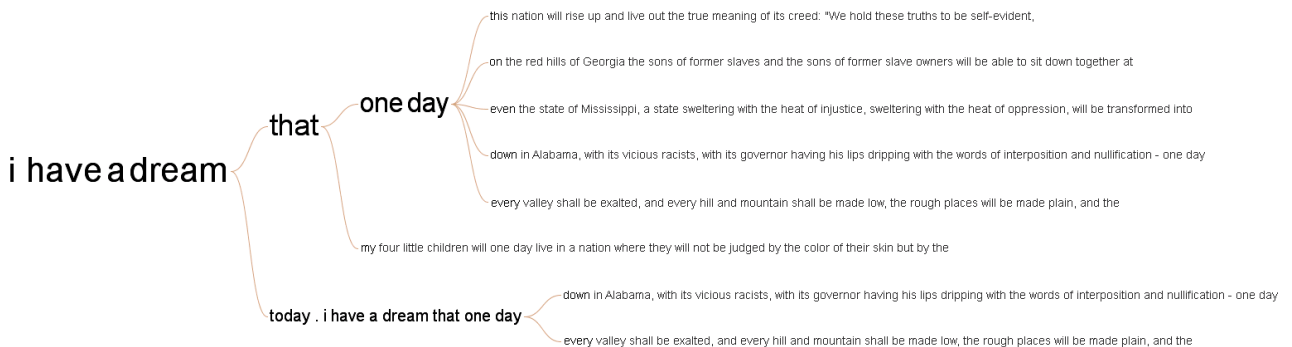 this nation will rise up and live out the true meaning of its creed: "We hold these truths to be self-evident,
on the red hills of Georgia the sons of former slaves and the sons of former slave owners will be able to sit down together at
one day
even the state of Mississippi, a state sweltering with the heat of injustice, sweltering with the heat of oppression, will be transformed into
that
down in Alabama, with its vicious racists, with its governor having his lips dripping with the words of interposition and nullification - one day
i have a dream
every valley shall be exalted, and every hill and mountain shall be made low, the rough places will be made plain, and the
my four little children will one day live in a nation where they will not be judged by the color of their skin but by the
down in Alabama, with its vicious racists, with its governor having his lips dripping with the words of interposition and nullification - one day
today . i have a dream that one day
every valley shall be exalted, and every hill and mountain shall be made low, the rough places will be made plain, and the